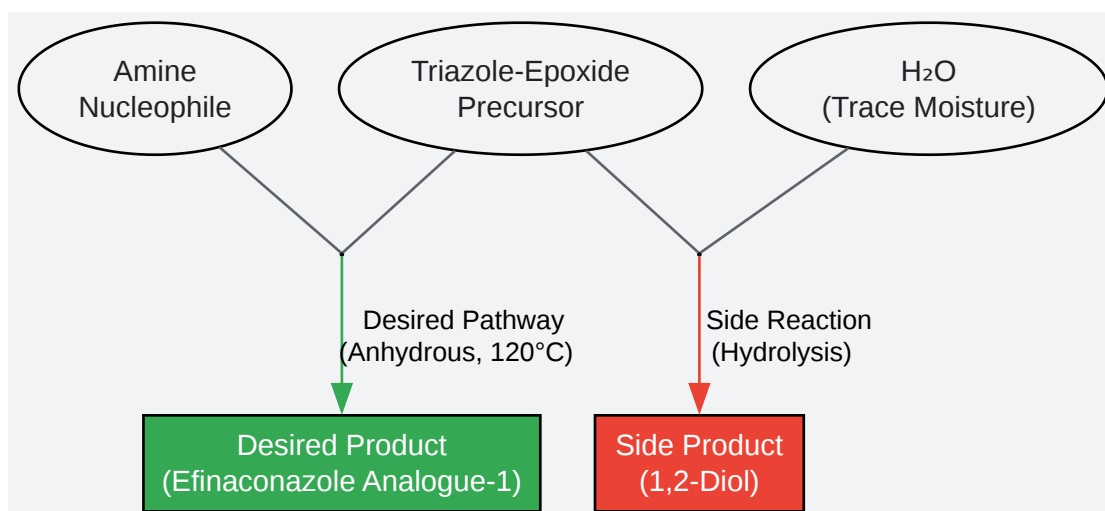 Amine
Nucleophile
Triazole-Epoxide
Precursor
H₂O
(Trace Moisture)
Desired Pathway
(Anhydrous, 120°C)
Side Reaction
(Hydrolysis)
Desired Product
(Efinaconazole Analogue-1)
Side Product
(1,2-Diol)